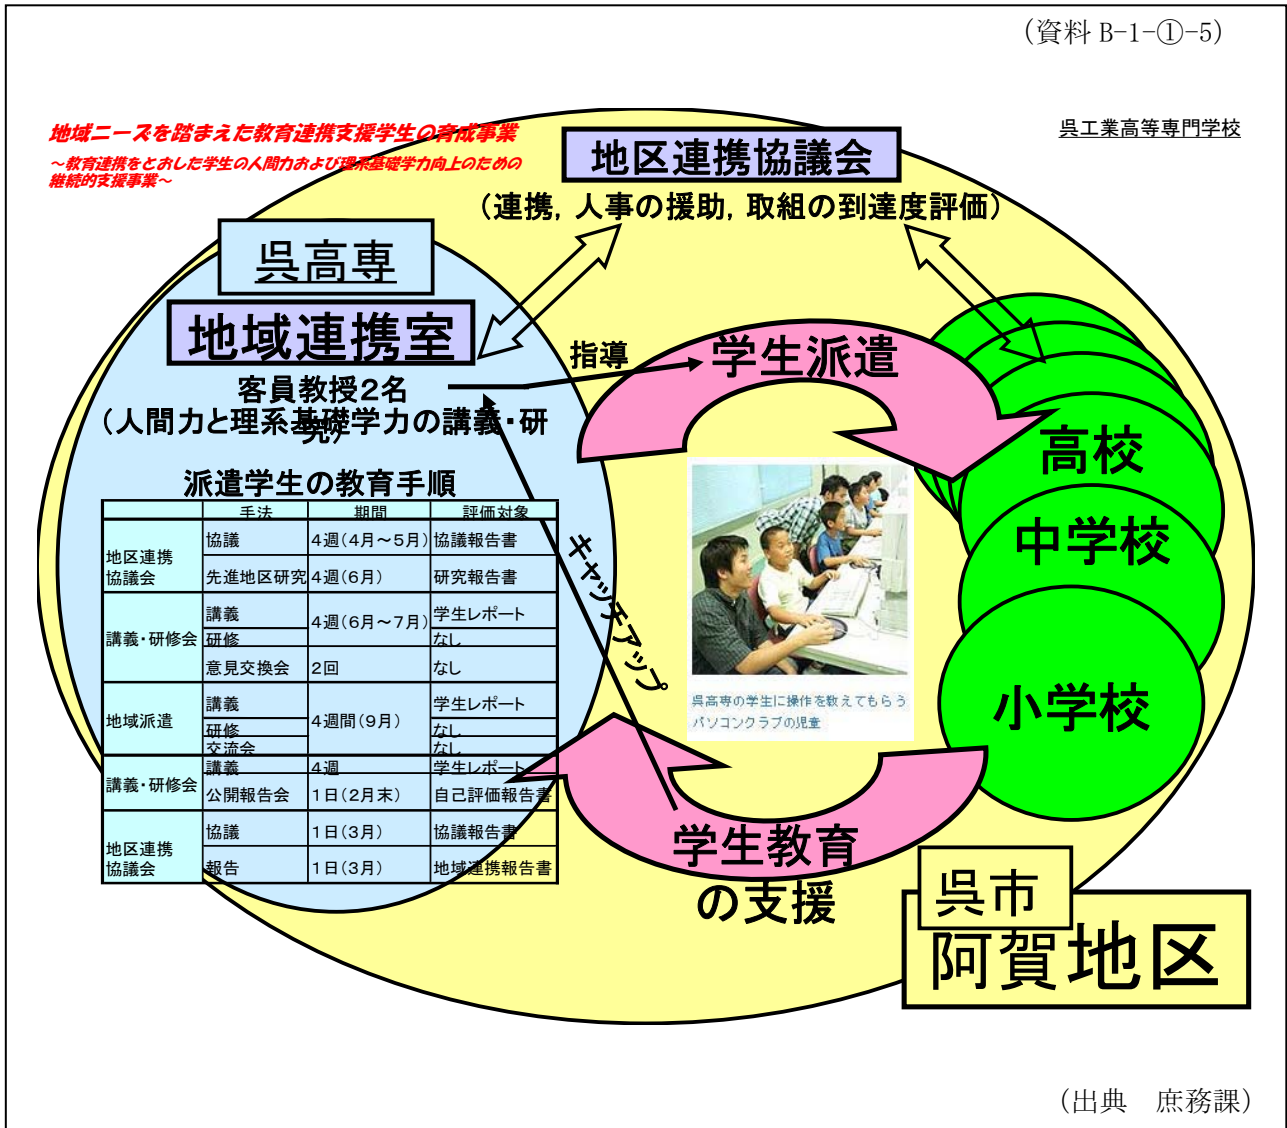 （資料 B-1-①-5）
地域ニーズを踏まえた教育連携支援学生の育成事業
～教育連携をとおした学生の人間力および理系基礎学力向上のための
継続的支援事業～
呉工業高等専門学校
地区連携協議会
（連携，人事の援助，取組の到達度評価）
呉高専
地域連携室
客員教授２名
（人間力と理系基礎学力の講義・研
究）
指導
学生派遣
高校
中学校
小学校
キャッチアップ
派遣学生の教育手順
手法 期間 評価対象
地区連携
協議会
協議 4週（4月～5月） 協議報告書
先進地区研究 4週（6月） 研究報告書
講義・研修会
講義 4週（6月～7月） 学生レポート
研修 なし
意見交換会 2回 なし
地域派遣
講義 4週間（9月） 学生レポート
研修 なし
交流会 なし
講義・研修会
講義 4週 学生レポート
公開報告会 1日（2月末） 自己評価報告書
地区連携
協議会
協議 1日（3月） 協議報告書
報告 1日（3月） 地域連携報告書
呉高専の学生に操作を教えてもらう
パソコンクラブの児童
学生教育
の支援
呉市
阿賀地区
（出典　庶務課）